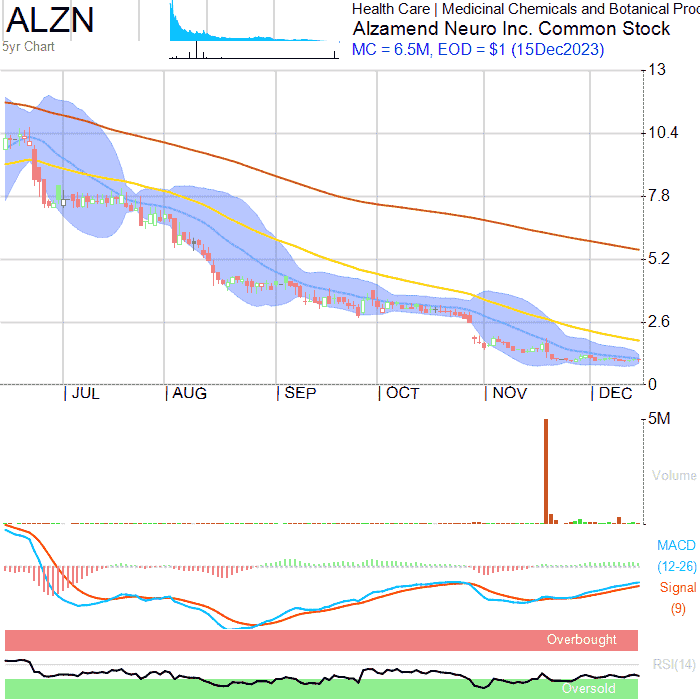 ALZN
5yr Chart
Health Care | Medicinal Chemicals and Botanical Proc
Alzamend Neuro Inc. Common Stock
MC = 6.5M, EOD = $1 (15Dec2023)
13
10.4
7.8
5.2
2.6
0
JUL AUG SEP OCT NOV DEC
5M
Volume
MACD
(12-26)
Signal
(9)
Overbought
RSI(14)
Oversold